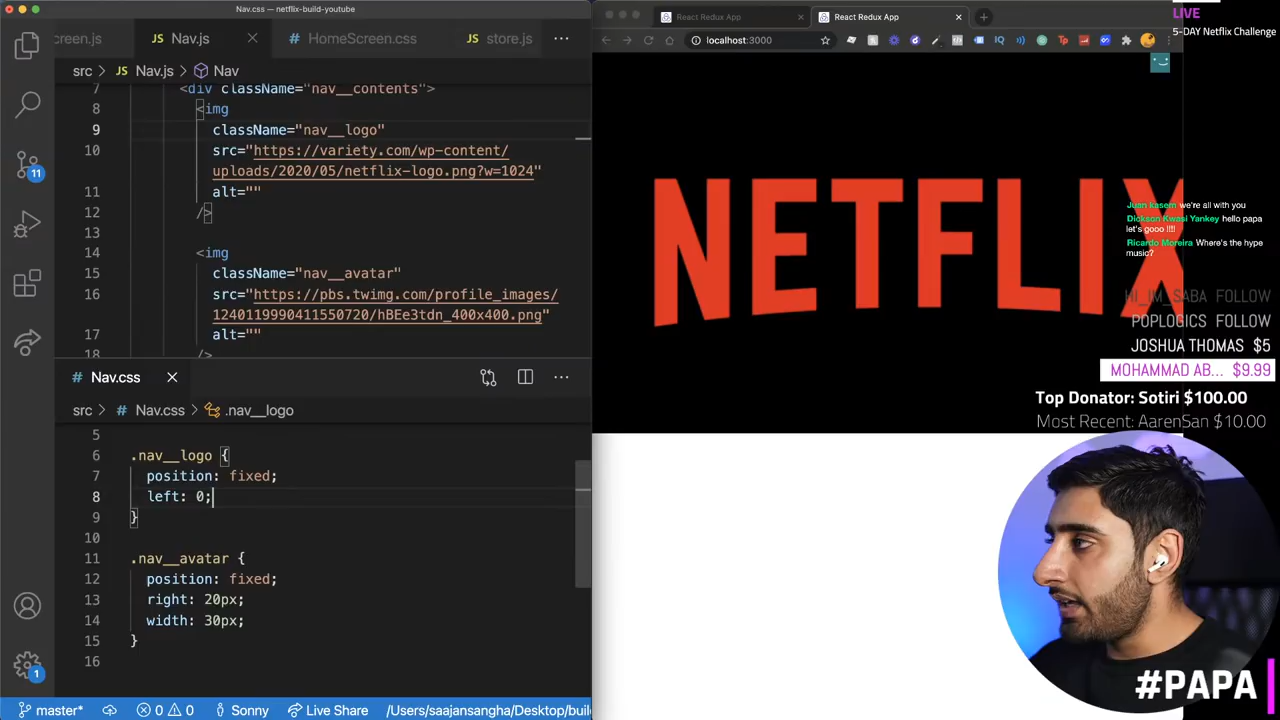 Nav.css — netflix-build-youtube
creen.js
Nav.js
HomeScreen.css
store.js
src > Nav.js > Nav
7 <div className="nav__contents">
8 <img
9 className="nav__logo"
10 src="https://variety.com/wp-content/
uploads/2020/05/netflix-logo.png?w=1024"
11 alt=""
12 />
13
14 <img
15 className="nav__avatar"
16 src="https://pbs.twimg.com/profile_images/
1240119990411550720/hBEe3tdn_400x400.png"
17 alt=""
18 />
11
Nav.css
src > Nav.css > .nav__logo
5
6 .nav__logo {
7 position: fixed;
8 left: 0;
9 }
10
11 .nav__avatar {
12 position: fixed;
13 right: 20px;
14 width: 30px;
15 }
16
1
master*
0 0
Sonny
Live Share
/Users/saajansangha/Desktop/buil
React Redux App
React Redux App
localhost:3000
NETFLIX
LIVE
5-DAY Netflix Challenge
Juan kasem we're all with you
Dickson Kwasi Yankey hello papa
let's gooo !!!!
Ricardo Moreira Where's the hype
music?
HI_IM_SABA FOLLOW
POPLOGICS FOLLOW
JOSHUA THOMAS $5
MOHAMMAD AB... $9.99
Top Donator: Sotiri $100.00
Most Recent: AarenSan $10.00
#PAPA